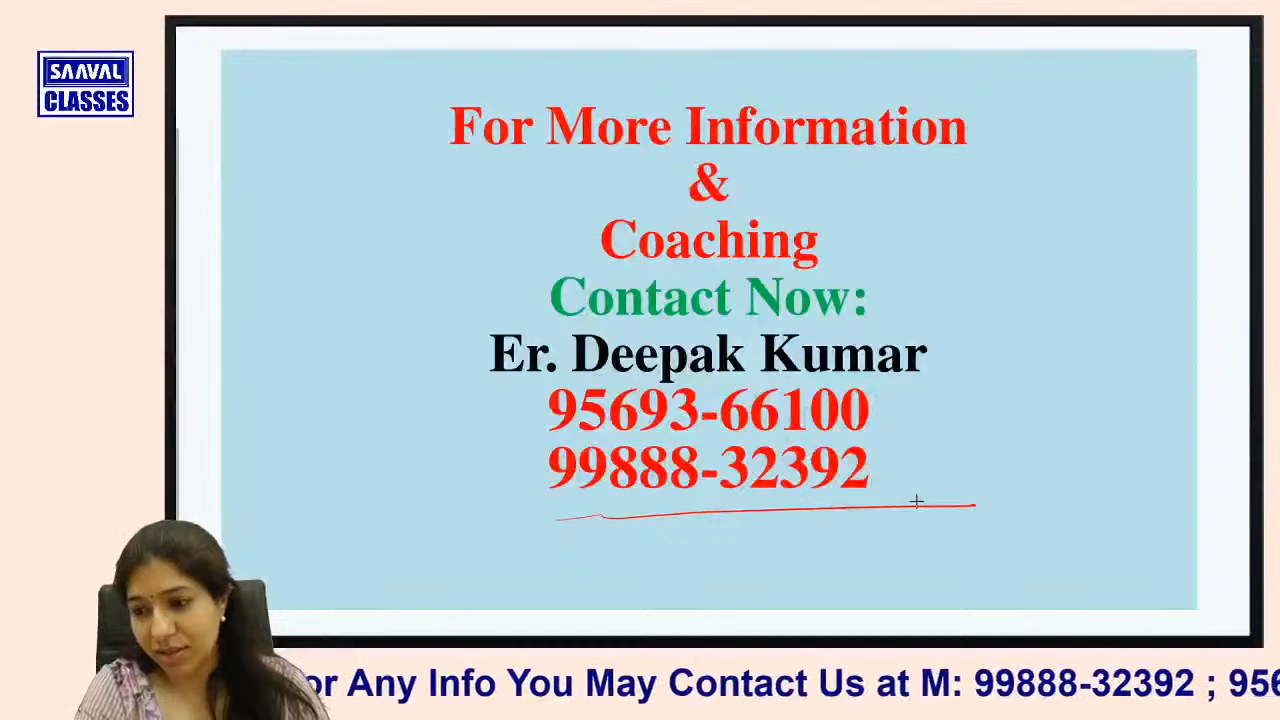 SAAVAL
CLASSES
For More Information
&
Coaching
Contact Now:
Er. Deepak Kumar
95693-66100
99888-32392
or Any Info You May Contact Us at M: 99888-32392 ; 956